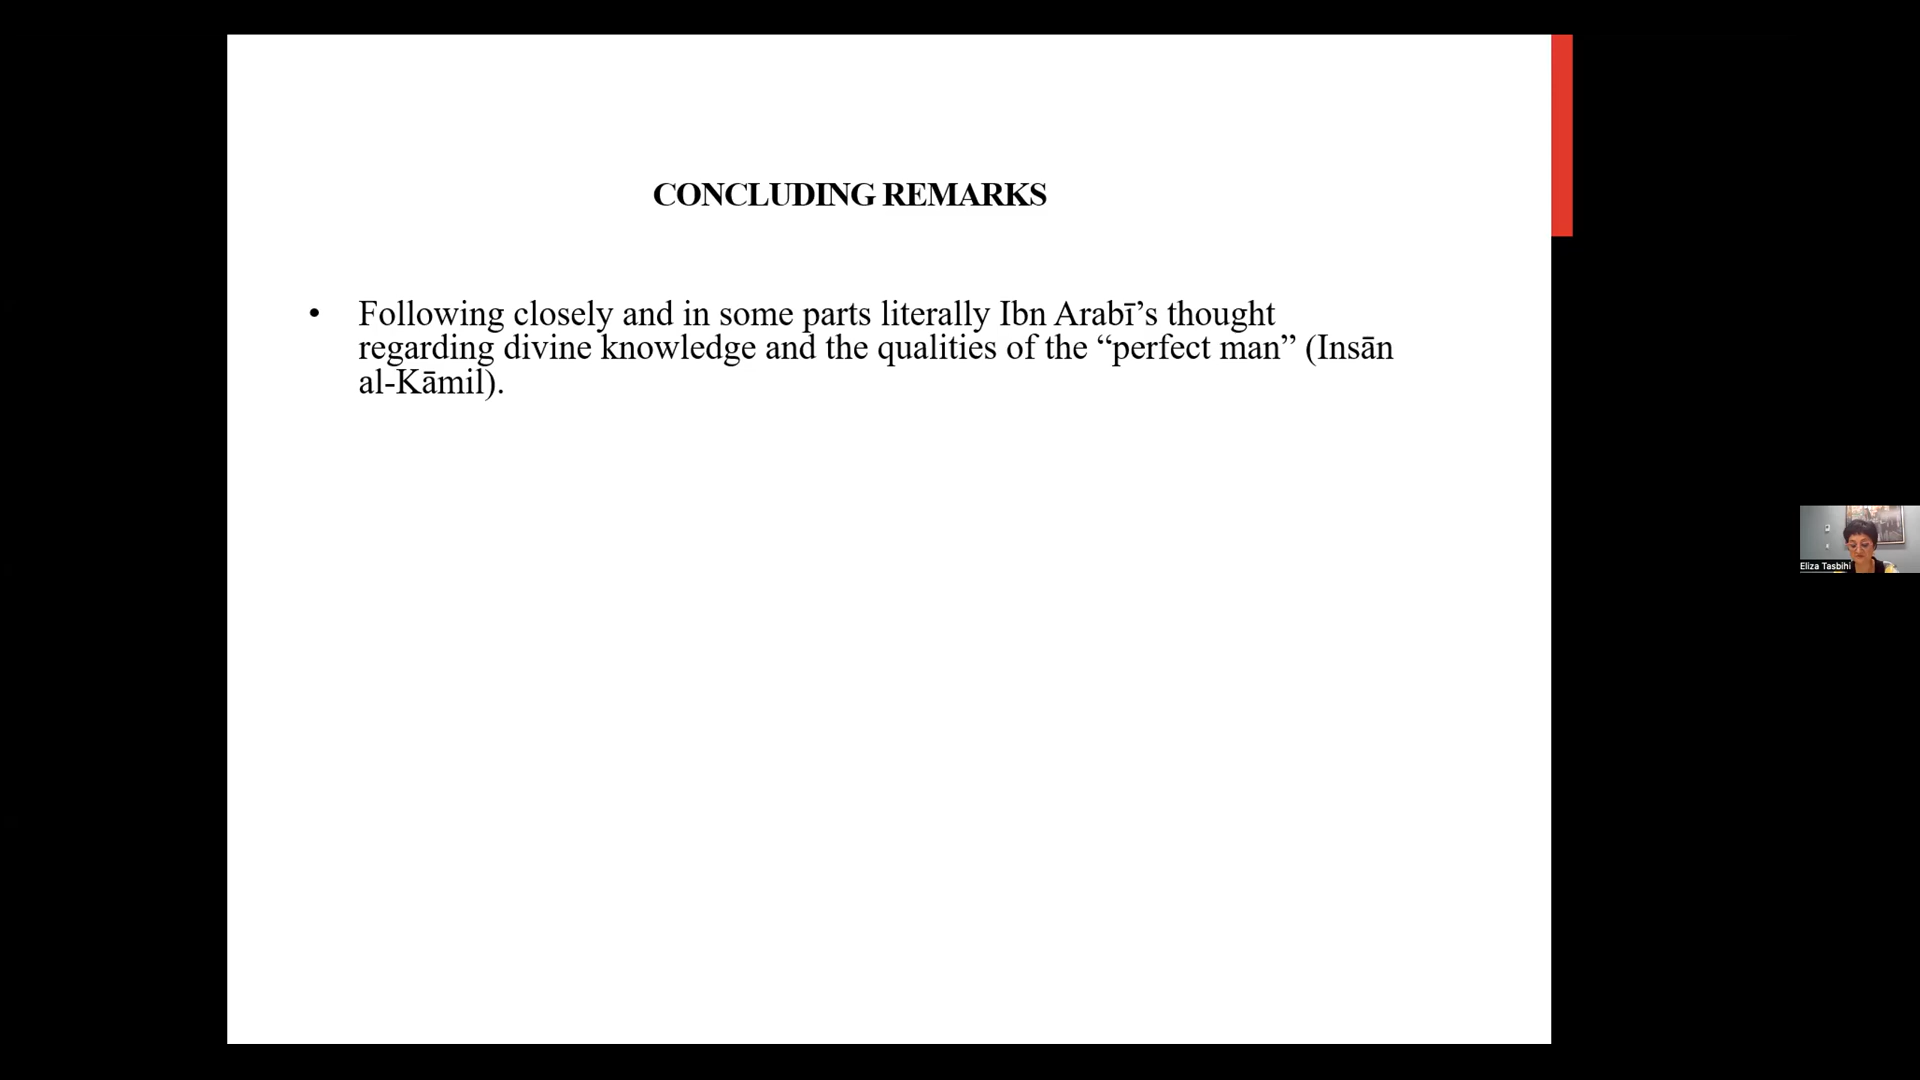 CONCLUDING REMARKS
• Following closely and in some parts literally Ibn Arabī’s thought
regarding divine knowledge and the qualities of the “perfect man” (Insān
al-Kāmil).
Eliza Tasbihi